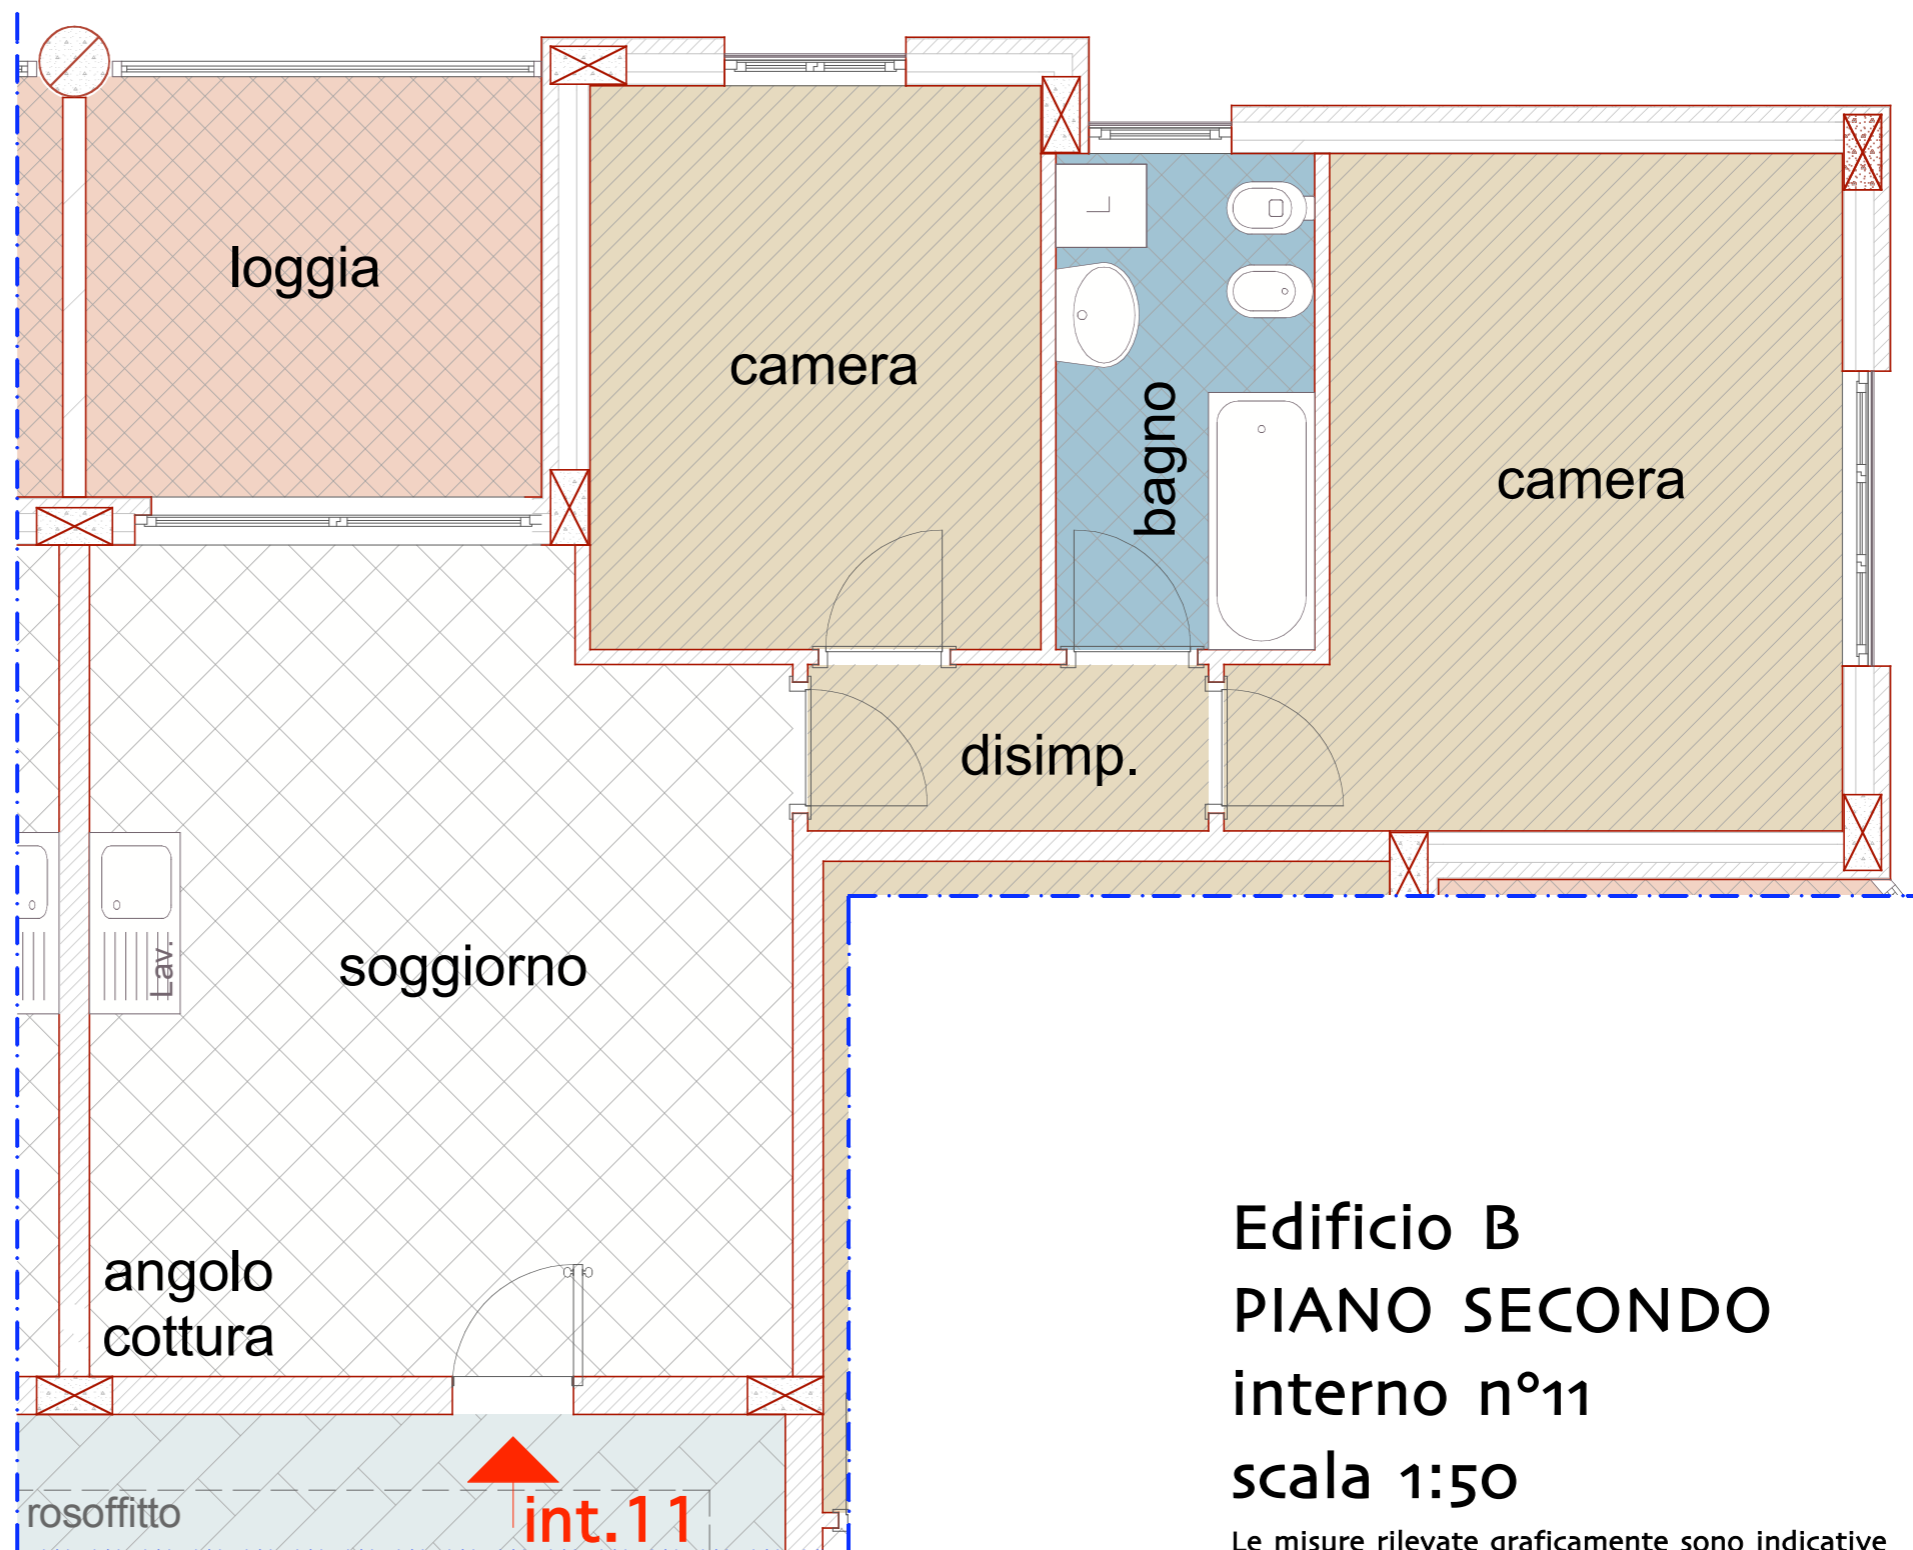 loggia
camera
bagno
camera
disimp.
soggiorno
Lav.
angolo
cottura
rosoffitto
int.11
Edificio B
PIANO SECONDO
interno n°11
scala 1:50
Le misure rilevate graficamente sono indicative